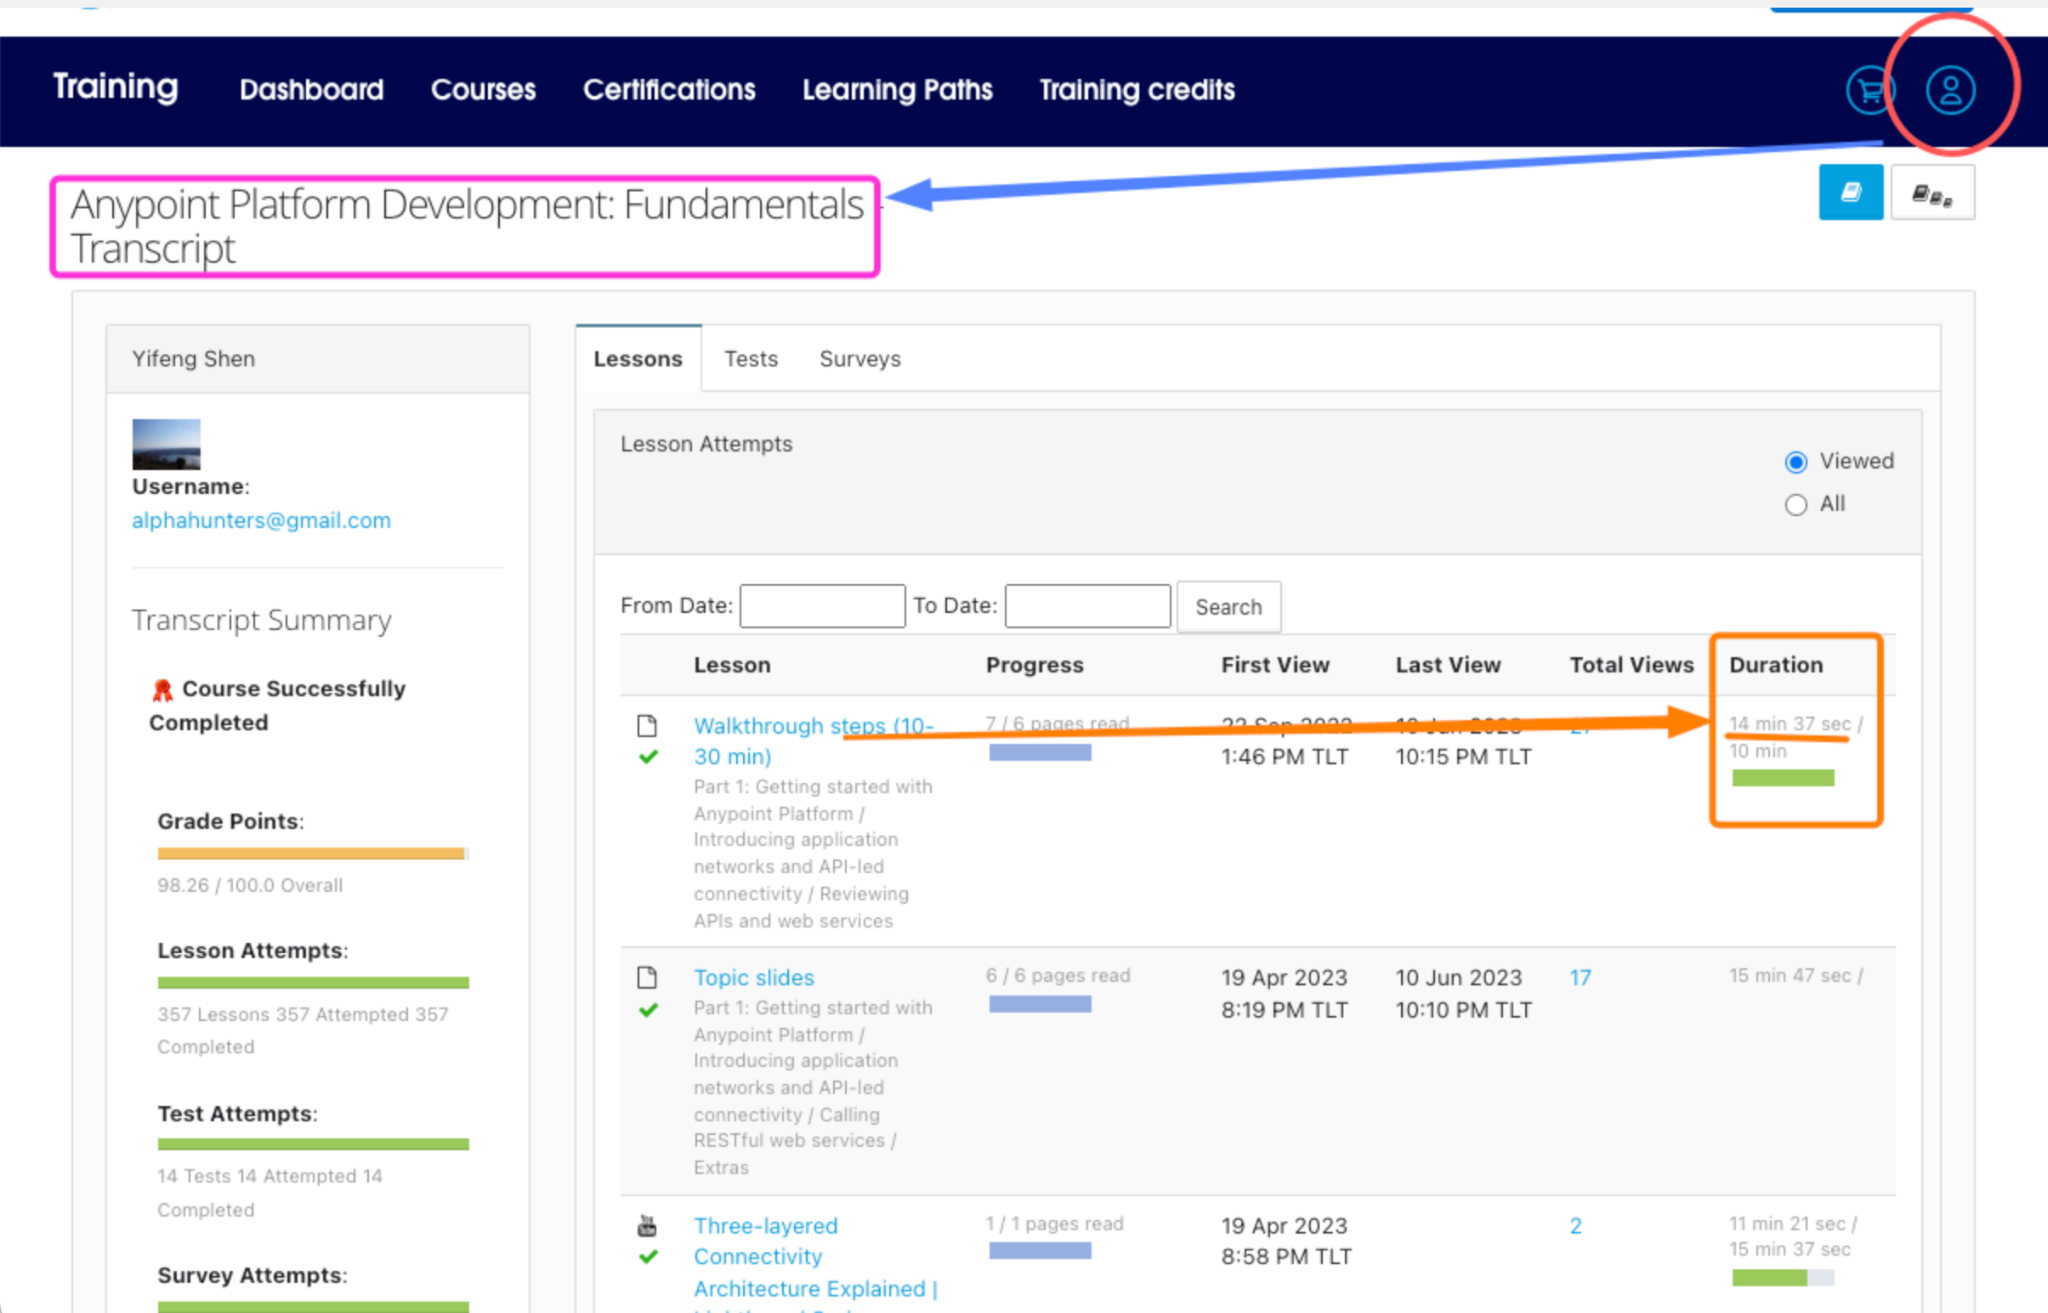 Training
Dashboard
Courses
Certifications
Learning Paths
Training credits
Anypoint Platform Development: Fundamentals -
Transcript
Yifeng Shen
Username:
alphahunters@gmail.com
Transcript Summary
Course Successfully
Completed
Grade Points:
98.26 / 100.0 Overall
Lesson Attempts:
357 Lessons 357 Attempted 357
Completed
Test Attempts:
14 Tests 14 Attempted 14
Completed
Survey Attempts:
Lessons
Tests
Surveys
Lesson Attempts
Viewed
All
From Date:
To Date:
Search
Lesson
Progress
First View
Last View
Total Views
Duration
Walkthrough steps (10-
30 min)
Part 1: Getting started with
Anypoint Platform /
Introducing application
networks and API-led
connectivity / Reviewing
APIs and web services
7 / 6 pages read
22 Sep 2022
1:46 PM TLT
10 Jun 2023
10:15 PM TLT
14 min 37 sec /
10 min
Topic slides
Part 1: Getting started with
Anypoint Platform /
Introducing application
networks and API-led
connectivity / Calling
RESTful web services /
Extras
6 / 6 pages read
19 Apr 2023
8:19 PM TLT
10 Jun 2023
10:10 PM TLT
17
15 min 47 sec /
Three-layered
Connectivity
Architecture Explained |
1 / 1 pages read
19 Apr 2023
8:58 PM TLT
2
11 min 21 sec /
15 min 37 sec